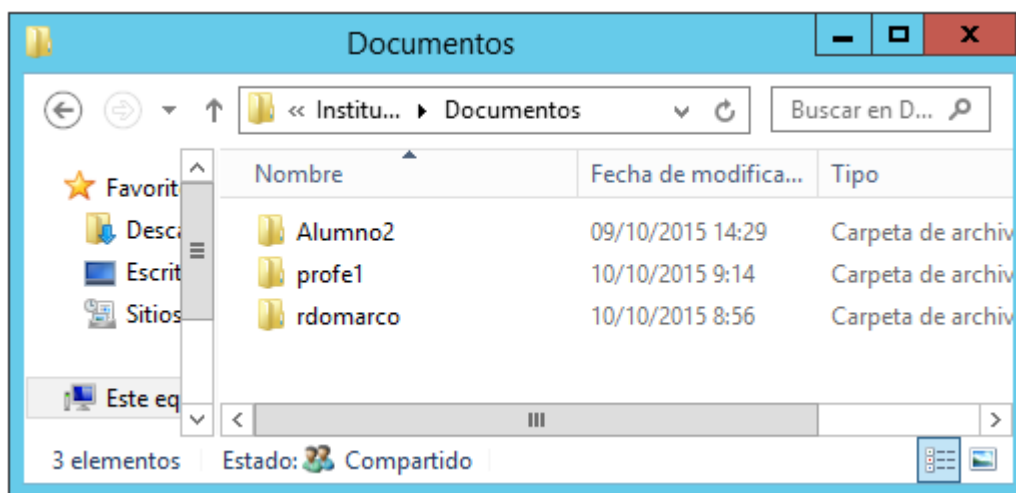 Documentos
« Institu... Documentos
Buscar en D...
Favorit
Desca
Escrit
Sitios
Este eq
Nombre Fecha de modifica... Tipo
Alumno2 09/10/2015 14:29 Carpeta de archiv
profe1 10/10/2015 9:14 Carpeta de archiv
rdomarco 10/10/2015 8:56 Carpeta de archiv
3 elementos Estado: Compartido